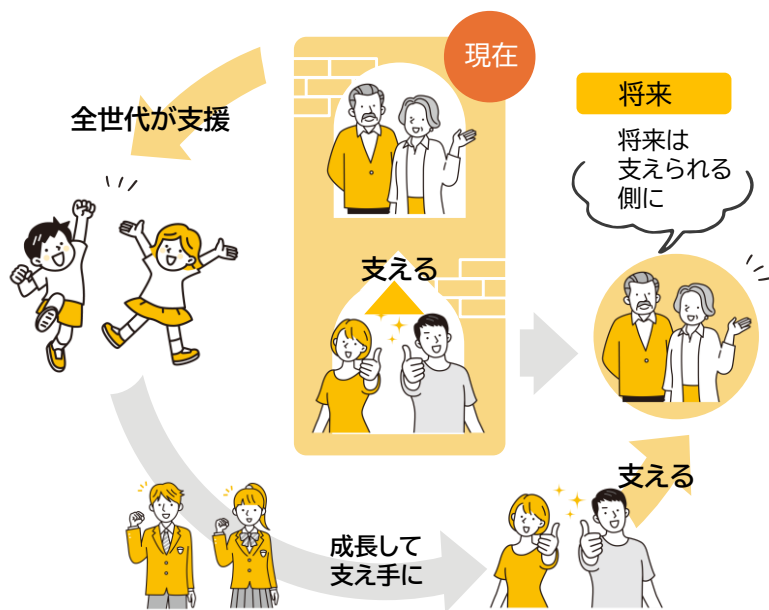 現在
全世代が支援
支える
将来
将来は
支えられる
側に
支える
成長して
支え手に